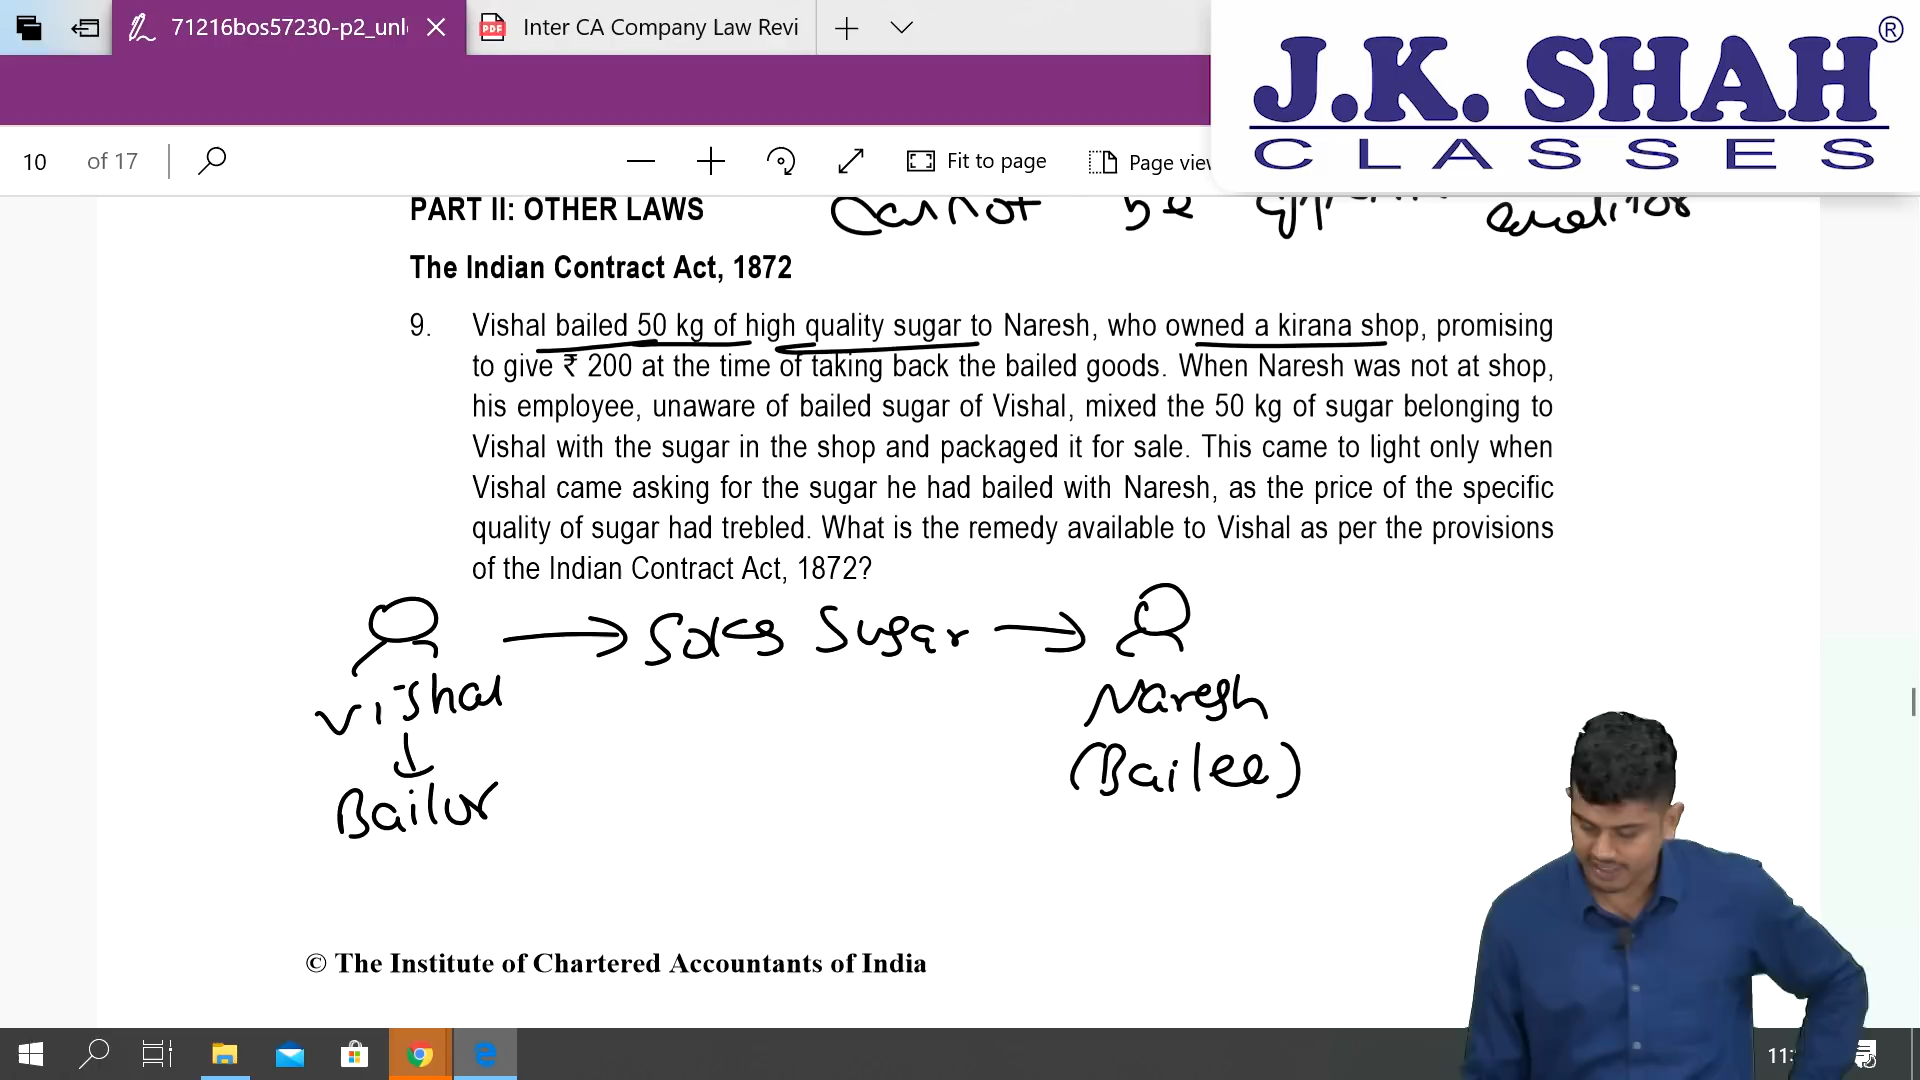 71216bos57230-p2_unl
Inter CA Company Law Revi
J.K. SHAH ®
CLASSES
10 of 17
Fit to page
Page view
PART II: OTHER LAWS
Cannot be
auditor
The Indian Contract Act, 1872
9. Vishal bailed 50 kg of high quality sugar to Naresh, who owned a kirana shop, promising
to give ₹ 200 at the time of taking back the bailed goods. When Naresh was not at shop,
his employee, unaware of bailed sugar of Vishal, mixed the 50 kg of sugar belonging to
Vishal with the sugar in the shop and packaged it for sale. This came to light only when
Vishal came asking for the sugar he had bailed with Naresh, as the price of the specific
quality of sugar had trebled. What is the remedy available to Vishal as per the provisions
of the Indian Contract Act, 1872?
50kg Sugar
Vishal
Naresh
(Bailee)
Bailor
© The Institute of Chartered Accountants of India
11: